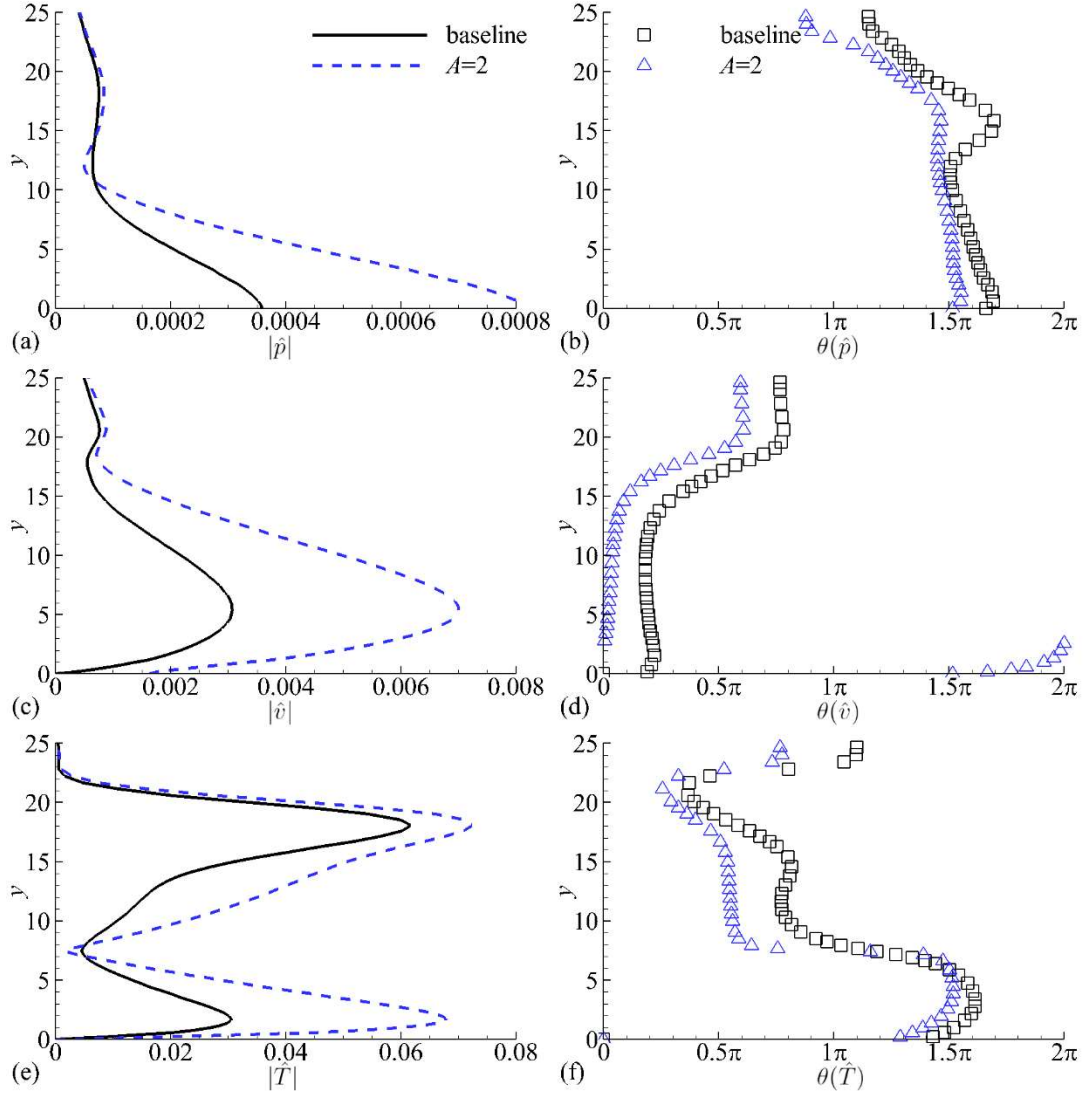 25
20
15
10
5
0
y
baseline
A=2
0
0.0002
0.0004
0.0006
0.0008
(a)
|p̂|
baseline
A=2
0
0.5π
1π
1.5π
2π
(b)
θ(p̂)
25
20
15
10
5
0
y
0
0.002
0.004
0.006
0.008
(c)
|v̂|
25
20
15
10
5
0
y
0
0.5π
1π
1.5π
2π
(d)
θ(v̂)
25
20
15
10
5
0
y
0
0.02
0.04
0.06
0.08
(e)
|T̂|
25
20
15
10
5
0
y
0
0.5π
1π
1.5π
2π
(f)
θ(T̂)
25
20
15
10
5
0
y